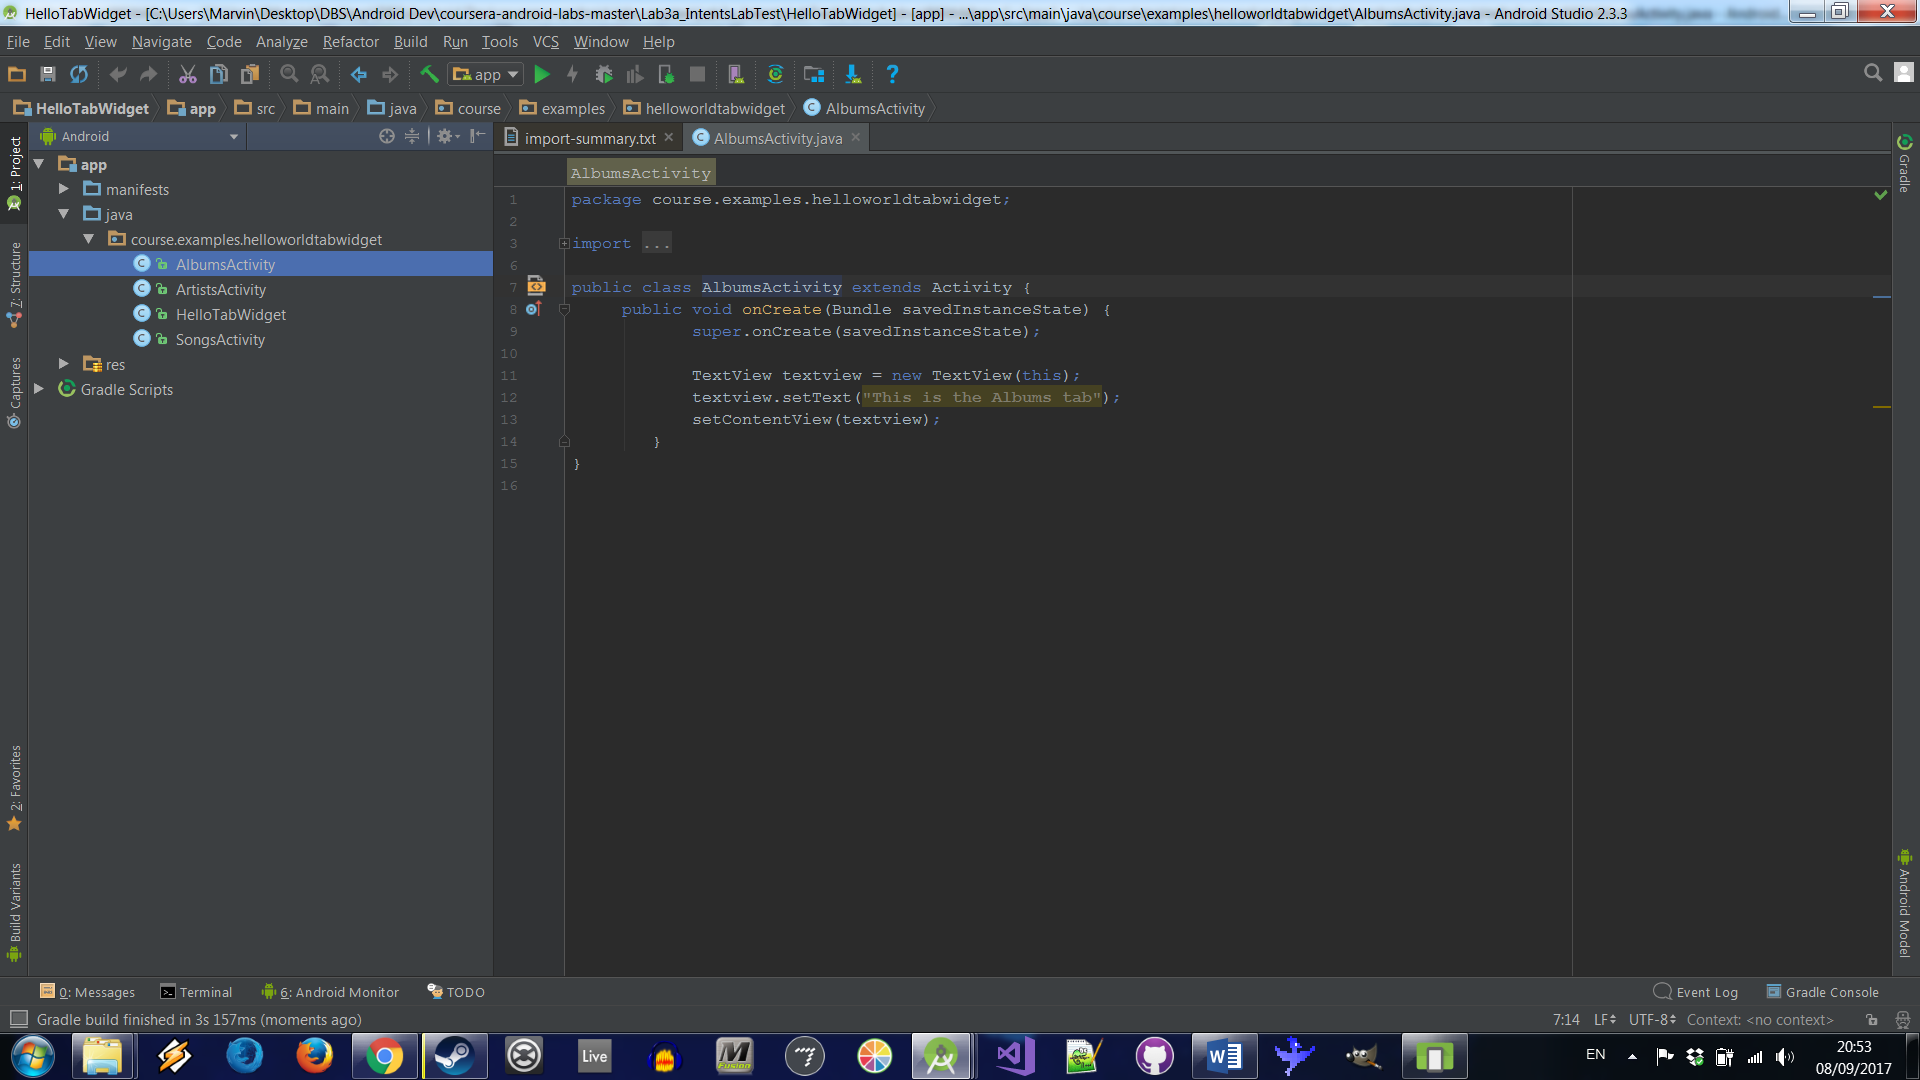 HelloTabWidget - [C:\Users\Marvin\Desktop\DBS\Android Dev\coursera-android-labs-master\Lab3a_IntentsLabTest\HelloTabWidget] - [app] - ...\app\src\main\java\course\examples\helloworldtabwidget\AlbumsActivity.java - Android Studio 2.3.3
File Edit View Navigate Code Analyze Refactor Build Run Tools VCS Window Help
app
HelloTabWidget app src main java course examples helloworldtabwidget AlbumsActivity
Android
import-summary.txt AlbumsActivity.java
1: Project
7: Structure
Captures
2: Favorites
Build Variants
app
manifests
java
course.examples.helloworldtabwidget
AlbumsActivity
ArtistsActivity
HelloTabWidget
SongsActivity
res
Gradle Scripts
AlbumsActivity
1 package course.examples.helloworldtabwidget;
2
3 import ...
6
7 public class AlbumsActivity extends Activity {
8 public void onCreate(Bundle savedInstanceState) {
9 super.onCreate(savedInstanceState);
10
11 TextView textview = new TextView(this);
12 textview.setText("This is the Albums tab");
13 setContentView(textview);
14 }
15 }
16
Gradle
Android Model
0: Messages Terminal 6: Android Monitor TODO Event Log Gradle Console
Gradle build finished in 3s 157ms (moments ago) 7:14 LF UTF-8 Context: <no context>
Live
EN
20:53
08/09/2017